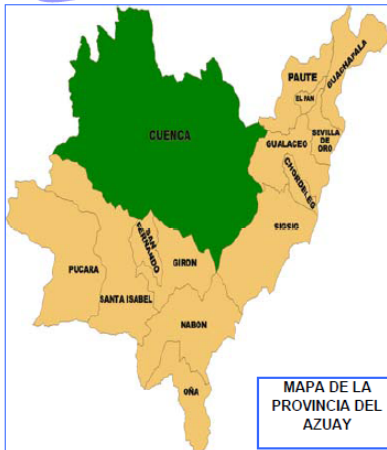 GUACHAPALA
PAUTE
EL PAN
CUENCA
GUALACEO
SEVILLA
DE
ORO
CHORDELEG
SIGSIG
SAN
FERNANDO
GIRON
PUCARA
SANTA ISABEL
NABON
OÑA
MAPA DE LA
PROVINCIA DEL
AZUAY